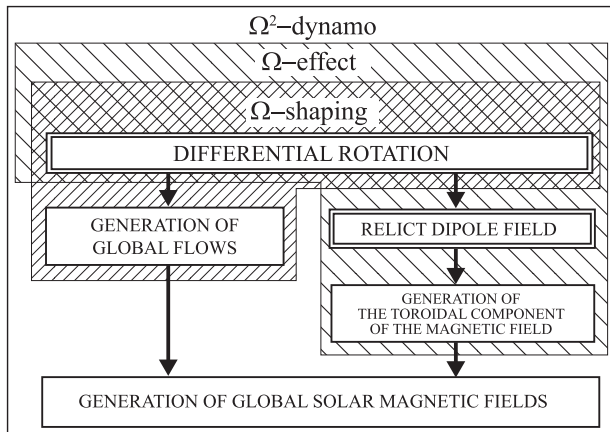 Ω²–dynamo
Ω–effect
Ω–shaping
DIFFERENTIAL ROTATION
GENERATION OF
GLOBAL FLOWS
RELICT DIPOLE FIELD
GENERATION OF
THE TOROIDAL COMPONENT
OF THE MAGNETIC FIELD
GENERATION OF GLOBAL SOLAR MAGNETIC FIELDS